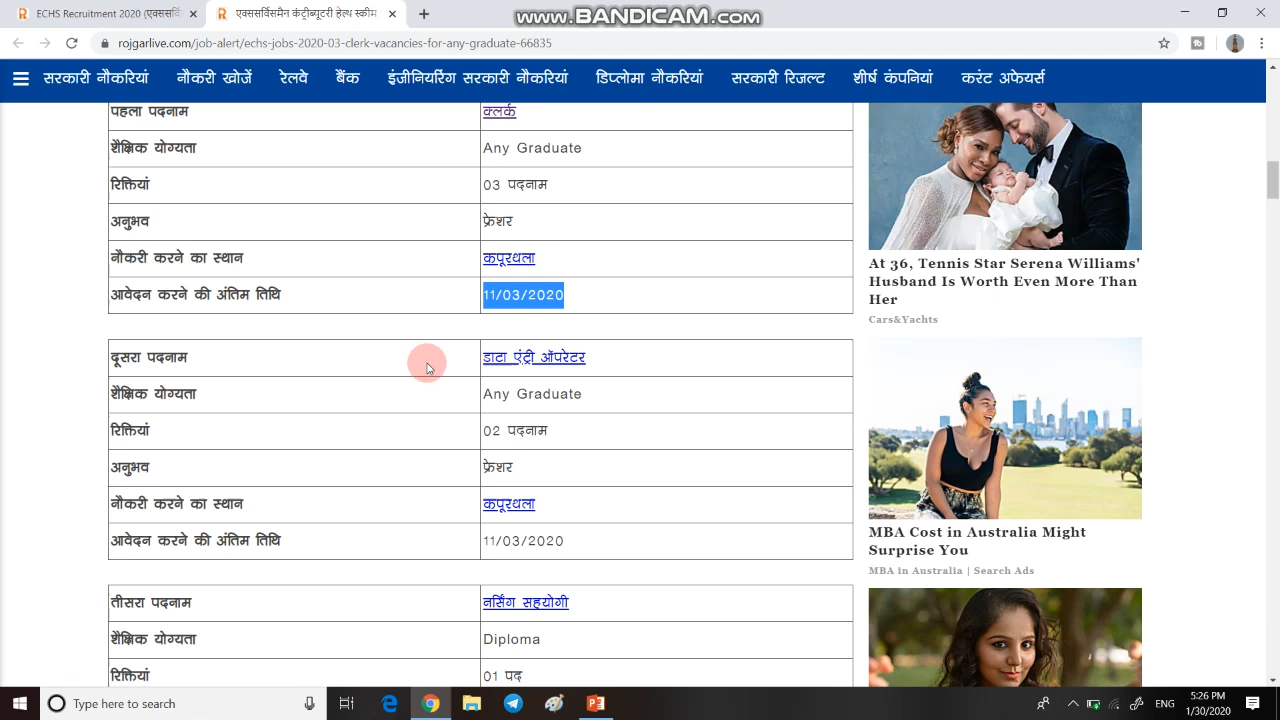 ECHS Recruitment 2020 एक्ससर्वि
एक्ससर्विसमैन कंट्रीब्यूटरी हेल्थ स्कीम
www.BANDICAM.com
rojgarlive.com/hi/echs-jobs-2020-03-clerk-vacancies-for-any-graduate-66835
सरकारी नौकरियां नौकरी खोजें रेलवे बैंक इंजीनियरिंग सरकारी नौकरियां डिप्लोमा नौकरियां सरकारी रिजल्ट शीर्ष कंपनियां करंट अफेयर्स
पहला पदनाम क्लर्क
शैक्षिक योग्यता Any Graduate
रिक्तियां 03 पदनाम
अनुभव फ्रेशर
नौकरी करने का स्थान कपूरथला
आवेदन करने की अंतिम तिथि 11/03/2020
दूसरा पदनाम डाटा एंट्री ऑपरेटर
शैक्षिक योग्यता Any Graduate
रिक्तियां 02 पदनाम
अनुभव फ्रेशर
नौकरी करने का स्थान कपूरथला
आवेदन करने की अंतिम तिथि 11/03/2020
तीसरा पदनाम नर्सिंग सहयोगी
शैक्षिक योग्यता Diploma
रिक्तियां 01 पद
At 36, Tennis Star Serena Williams'
Husband Is Worth Even More Than
Her
Cars&Yachts
MBA Cost in Australia Might
Surprise You
MBA in Australia | Search Ads
Type here to search
ENG
5:26 PM
1/30/2020